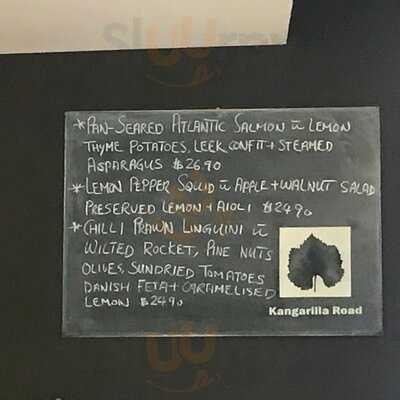 * PAN-SEARED ATLANTIC SALMON w̄ LEMON
THYME POTATOES, LEEK CONFIT + STEAMED
ASPARAGUS $26.90
* LEMON PEPPER SQUID w̄ APPLE + WALNUT SALAD
PRESERVED LEMON + AIOLI $24.90
* CHILLI PRAWN LINGUINI w̄
WILTED ROCKET, PINE NUTS
OLIVES, SUNDRIED TOMATOES
DANISH FETA + CARAMELISED
LEMON $24.90
Kangarilla Road